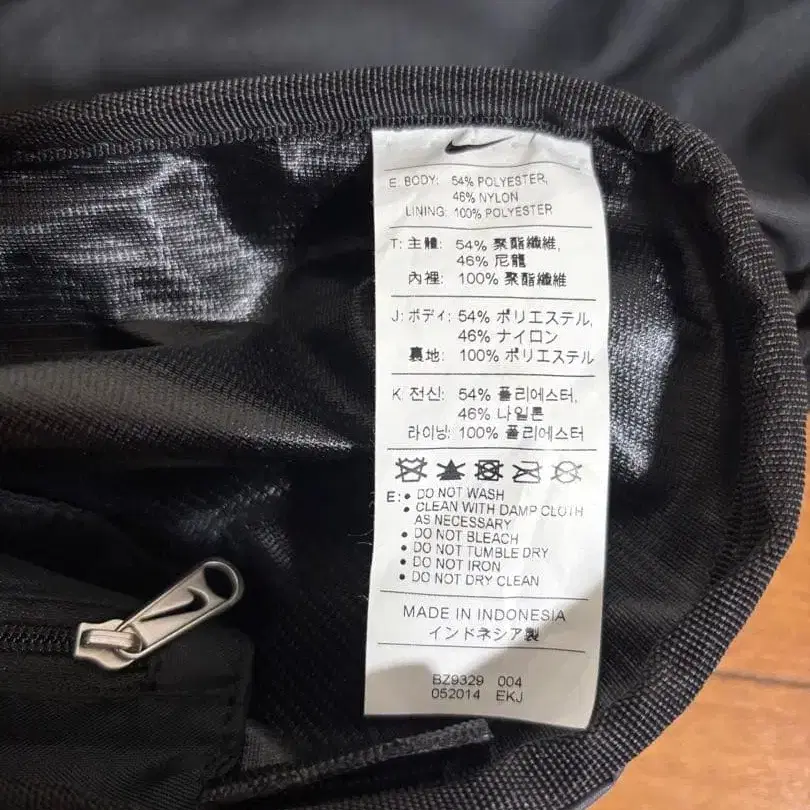 E: BODY: 54% POLYESTER,
46% NYLON
LINING: 100% POLYESTER
T: 主體: 54% 聚酯纖維,
46% 尼龍
內裡: 100% 聚酯纖維
J: ボディ: 54% ポリエステル,
46% ナイロン
裏地: 100% ポリエステル
K 전신: 54% 폴리에스터,
46% 나일론
라이닝: 100% 폴리에스터
E: • DO NOT WASH
• CLEAN WITH DAMP CLOTH
AS NECESSARY
• DO NOT BLEACH
• DO NOT TUMBLE DRY
• DO NOT IRON
• DO NOT DRY CLEAN
MADE IN INDONESIA
インドネシア製
BZ9329 004
052014 EKJ